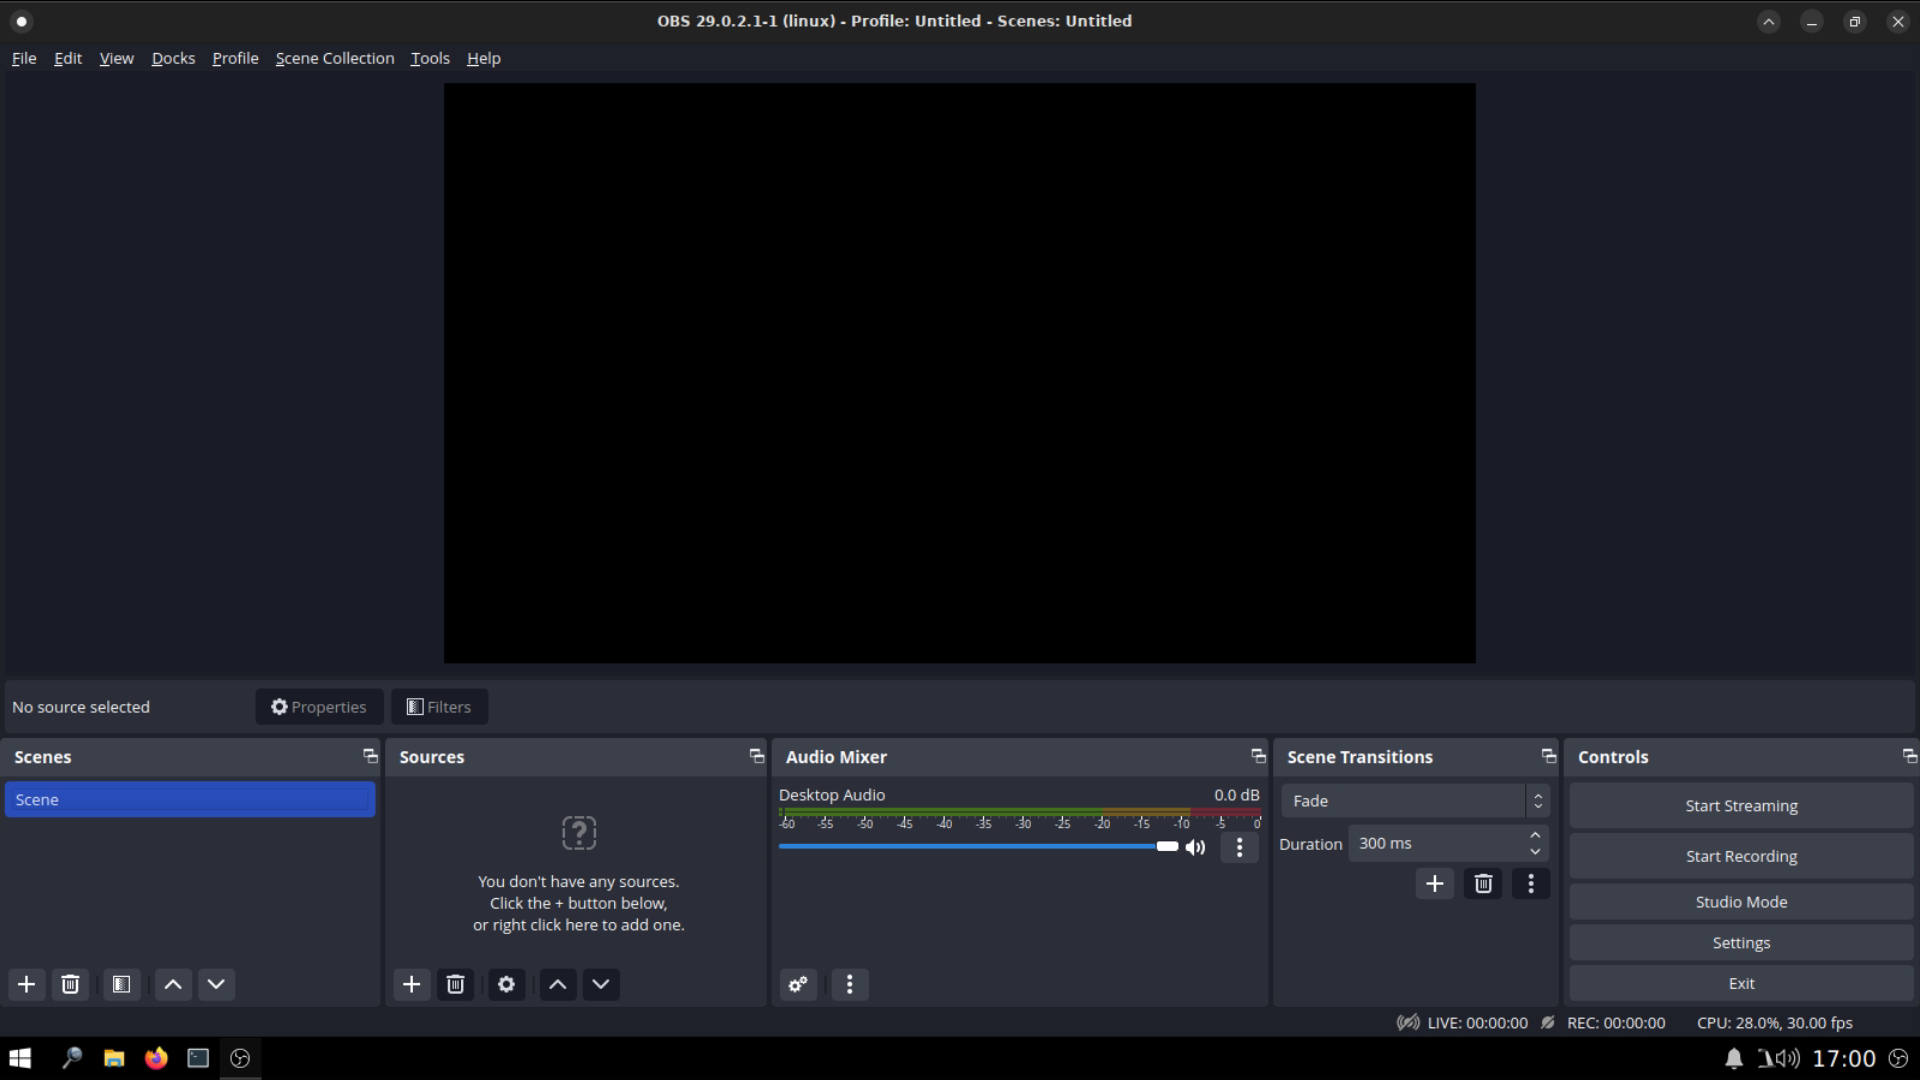 OBS 29.0.2.1-1 (linux) - Profile: Untitled - Scenes: Untitled
File Edit View Docks Profile Scene Collection Tools Help
No source selected Properties Filters
Scenes
Scene
Sources
You don't have any sources.
Click the + button below,
or right click here to add one.
Audio Mixer
Desktop Audio 0.0 dB
-60 -55 -50 -45 -40 -35 -30 -25 -20 -15 -10 -5 0
Scene Transitions
Fade
Duration 300 ms
Controls
Start Streaming
Start Recording
Studio Mode
Settings
Exit
LIVE: 00:00:00 REC: 00:00:00 CPU: 28.0%, 30.00 fps
17:00